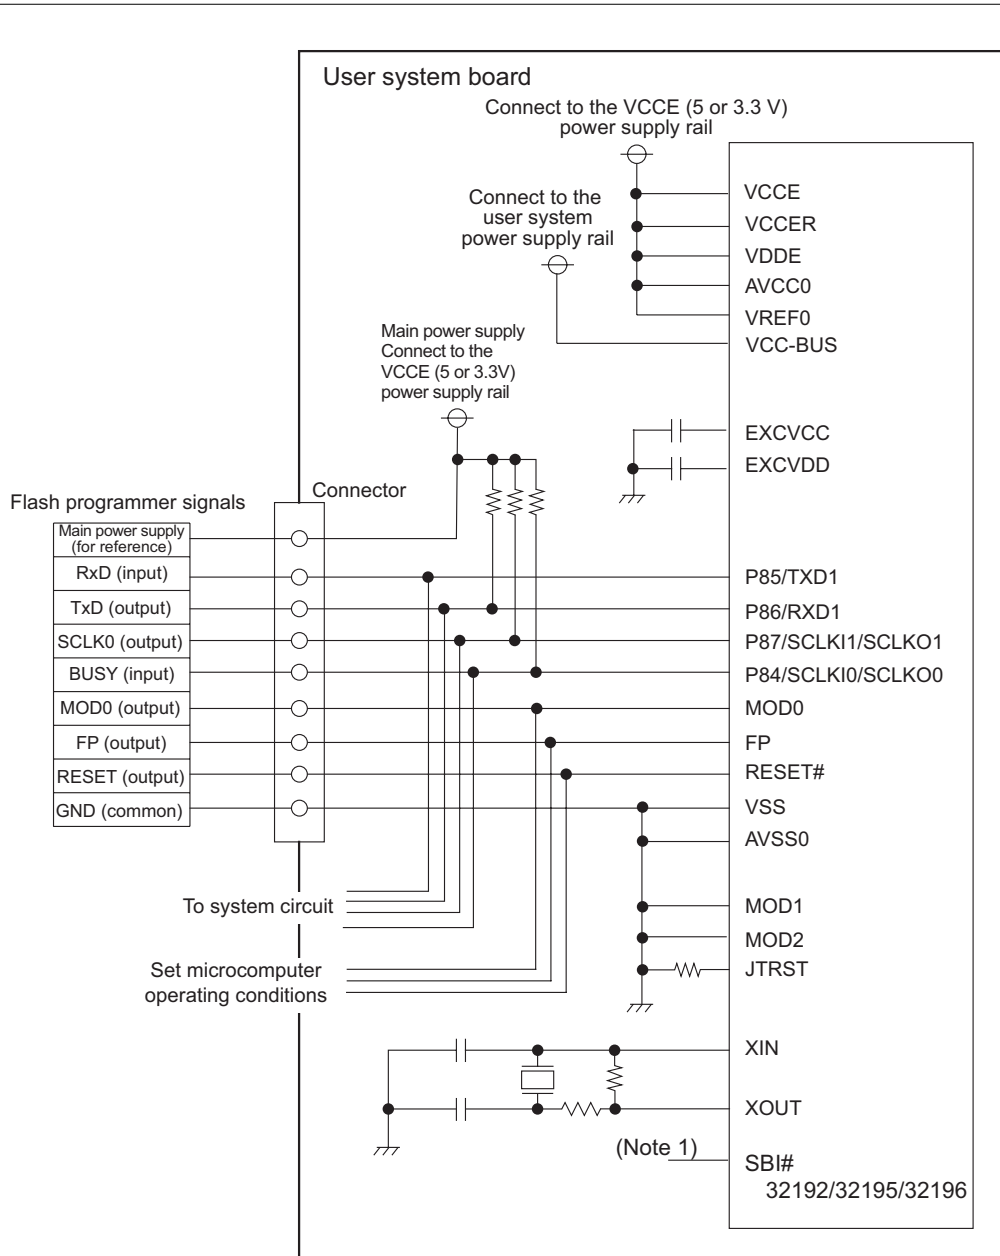 User system board
Connect to the VCCE (5 or 3.3 V)
power supply rail
Connect to the
user system
power supply rail
Main power supply
Connect to the
VCCE (5 or 3.3V)
power supply rail
VCCE
VCCER
VDDE
AVCC0
VREF0
VCC-BUS
EXCVCC
EXCVDD
Flash programmer signals
Connector
Main power supply
(for reference)
RxD (input)
TxD (output)
SCLK0 (output)
BUSY (input)
MOD0 (output)
FP (output)
RESET (output)
GND (common)
P85/TXD1
P86/RXD1
P87/SCLKI1/SCLKO1
P84/SCLKI0/SCLKO0
MOD0
FP
RESET#
VSS
AVSS0
MOD1
MOD2
JTRST
To system circuit
Set microcomputer
operating conditions
XIN
XOUT
(Note 1)
SBI#
32192/32195/32196